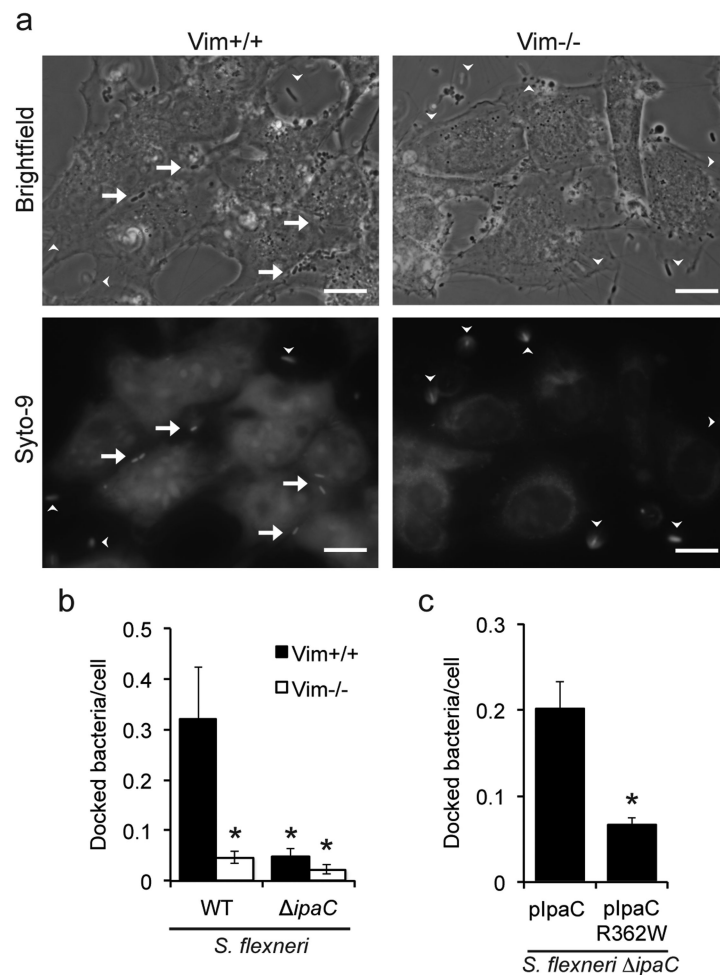 a
Vim+/+
Vim-/-
Brightfield
Syto-9
b
Docked bacteria/cell
0.5
0.4
0.3
0.2
0.1
0
Vim+/+
Vim-/-
*
*
*
WT
ΔipaC
S. flexneri
c
Docked bacteria/cell
0.3
0.2
0.1
0
*
pIpaC
pIpaC
R362W
S. flexneri ΔipaC